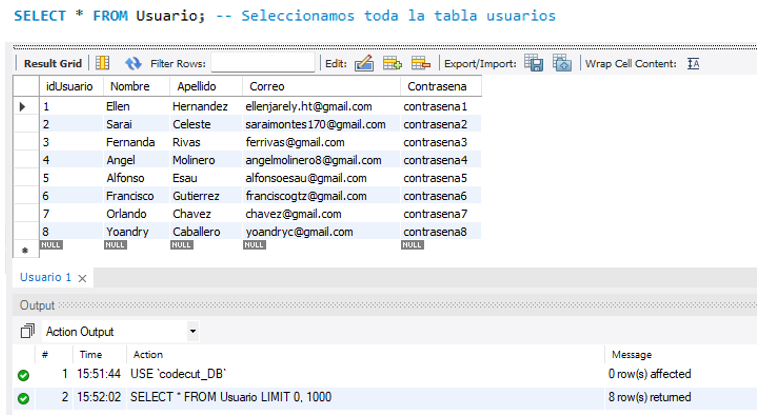 SELECT * FROM Usuario; -- Seleccionamos toda la tabla usuarios
Result Grid Filter Rows: Edit: Export/Import: Wrap Cell Content:
idUsuario Nombre Apellido Correo Contrasena
1 Ellen Hernandez ellenjarely.ht@gmail.com contrasena1
2 Sarai Celeste saraimontes170@gmail.com contrasena2
3 Fernanda Rivas ferrivas@gmail.com contrasena3
4 Angel Molinero angelmolinero8@gmail.com contrasena4
5 Alfonso Esau alfonsoesau@gmail.com contrasena5
6 Francisco Gutierrez franciscogtz@gmail.com contrasena6
7 Orlando Chavez chavez@gmail.com contrasena7
8 Yoandry Caballero yoandryc@gmail.com contrasena8
NULL NULL NULL NULL NULL
Usuario 1
Output
Action Output
# Time Action Message
1 15:51:44 USE `codecut_DB` 0 row(s) affected
2 15:52:02 SELECT * FROM Usuario LIMIT 0, 1000 8 row(s) returned